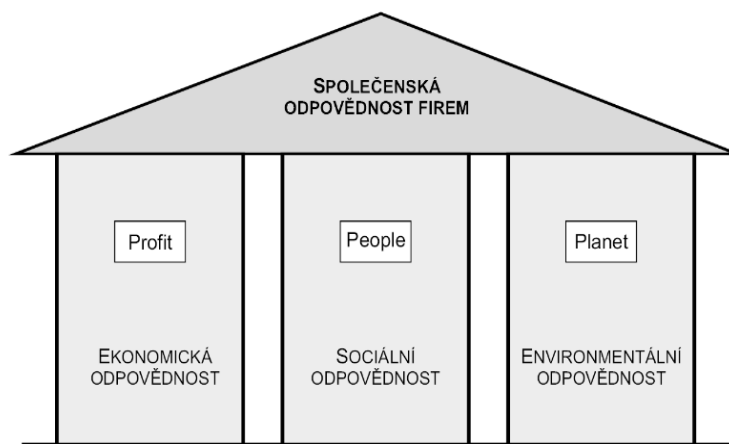 SPOLEČENSKÁ
ODPOVĚDNOST FIREM
Profit
People
Planet
EKONOMICKÁ
ODPOVĚDNOST
SOCIÁLNÍ
ODPOVĚDNOST
ENVIRONMENTÁLNÍ
ODPOVĚDNOST